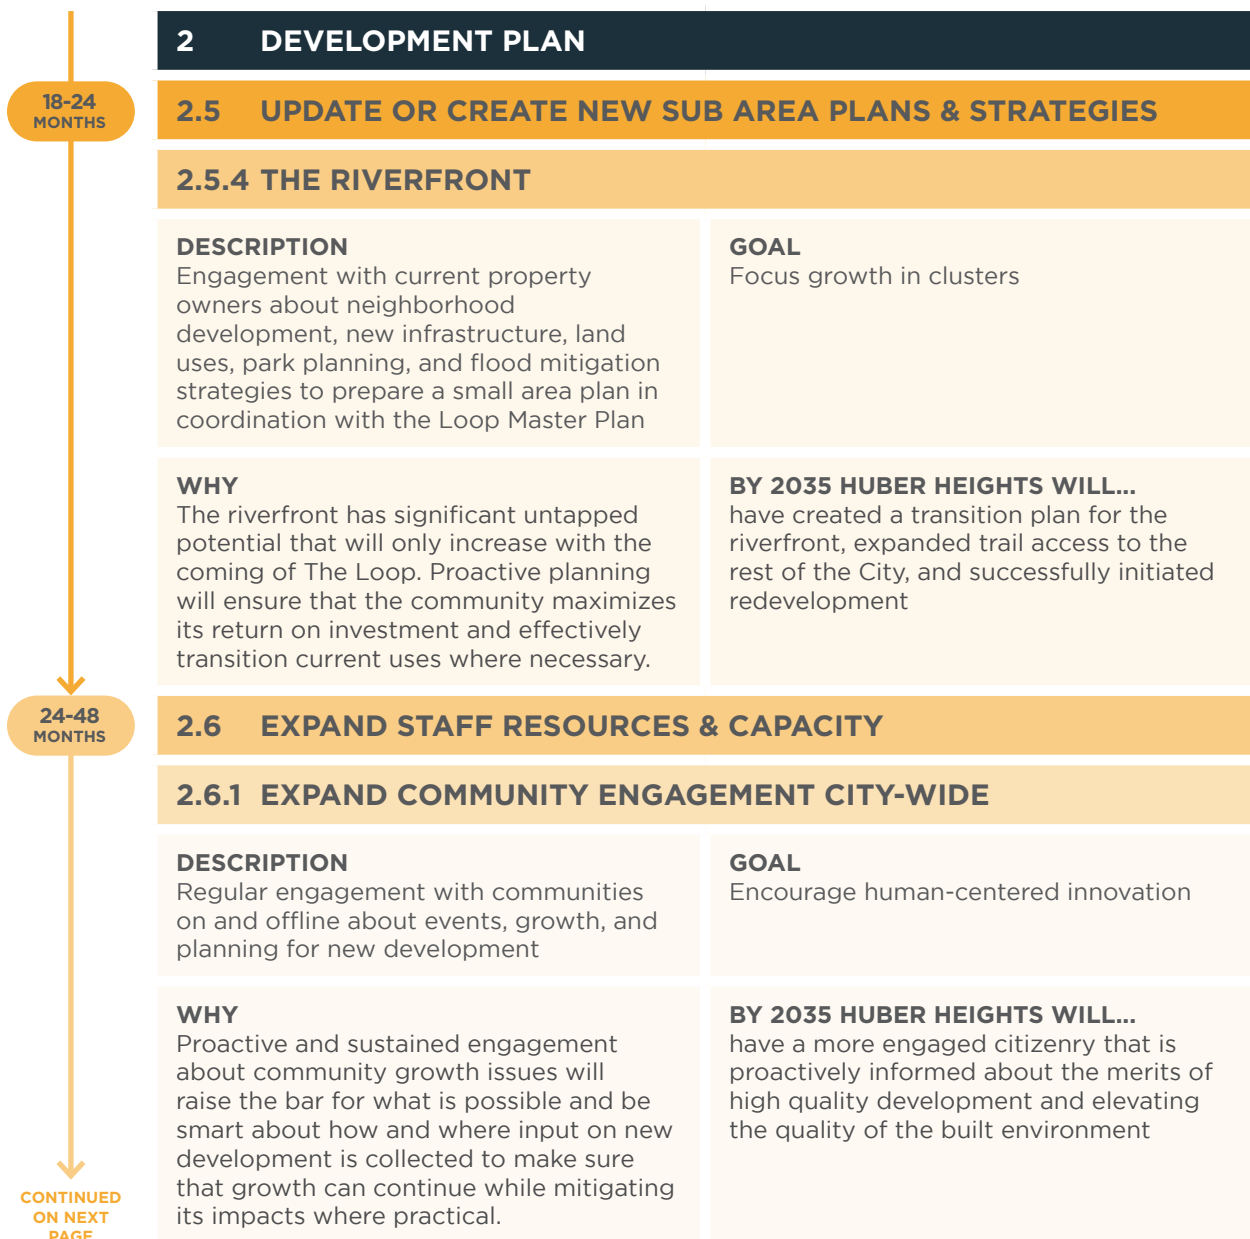 2 DEVELOPMENT PLAN
18-24
MONTHS
2.5 UPDATE OR CREATE NEW SUB AREA PLANS & STRATEGIES
2.5.4 THE RIVERFRONT
DESCRIPTION
Engagement with current property
owners about neighborhood
development, new infrastructure, land
uses, park planning, and flood mitigation
strategies to prepare a small area plan in
coordination with the Loop Master Plan
GOAL
Focus growth in clusters
WHY
The riverfront has significant untapped
potential that will only increase with the
coming of The Loop. Proactive planning
will ensure that the community maximizes
its return on investment and effectively
transition current uses where necessary.
BY 2035 HUBER HEIGHTS WILL...
have created a transition plan for the
riverfront, expanded trail access to the
rest of the City, and successfully initiated
redevelopment
24-48
MONTHS
2.6 EXPAND STAFF RESOURCES & CAPACITY
2.6.1 EXPAND COMMUNITY ENGAGEMENT CITY-WIDE
DESCRIPTION
Regular engagement with communities
on and offline about events, growth, and
planning for new development
GOAL
Encourage human-centered innovation
WHY
Proactive and sustained engagement
about community growth issues will
raise the bar for what is possible and be
smart about how and where input on new
development is collected to make sure
that growth can continue while mitigating
its impacts where practical.
BY 2035 HUBER HEIGHTS WILL...
have a more engaged citizenry that is
proactively informed about the merits of
high quality development and elevating
the quality of the built environment
CONTINUED
ON NEXT
PAGE